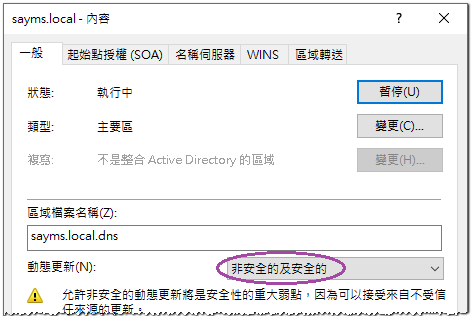 sayms.local - 內容
一般 起始點授權 (SOA) 名稱伺服器 WINS 區域轉送
狀態: 執行中 暫停(U)
類型: 主要區 變更(C)...
複寫: 不是整合 Active Directory 的區域 變更(H)...
區域檔案名稱(Z):
sayms.local.dns
動態更新(N): 非安全的及安全的
允許非安全的動態更新將是安全性的重大弱點，因為可以接受來自不受信
任來源的更新。